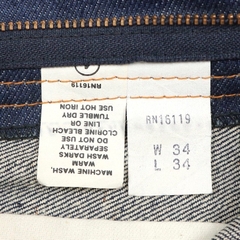 RN16119
W 34
L 34
RN16119
MACHINE WASH.
WASH DARKS
SEPARATELY
DO NOT USE
CLORINE BLEACH
LINE OR
TUMBLE DRY
USE HOT IRON